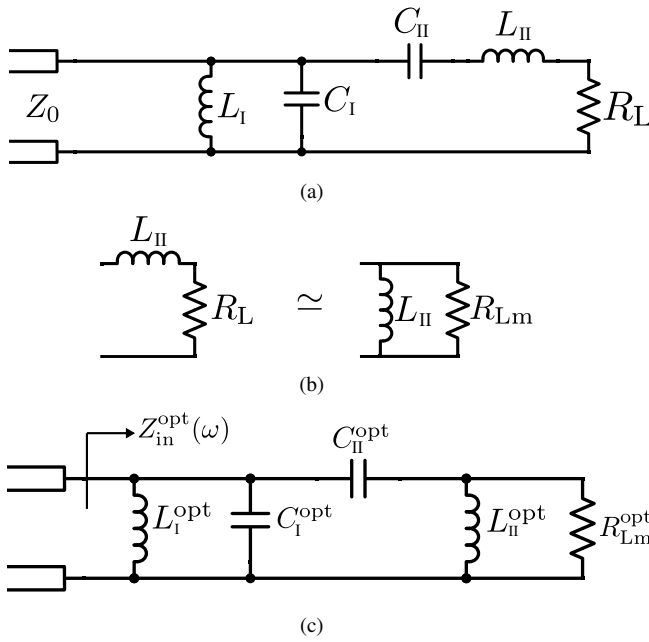 C_II L_II
Z_0 L_I C_I R_L
(a)
L_II
R_L ≃ L_II R_Lm
(b)
Z_in^opt(ω) C_II^opt
L_I^opt C_I^opt L_II^opt R_Lm^opt
(c)